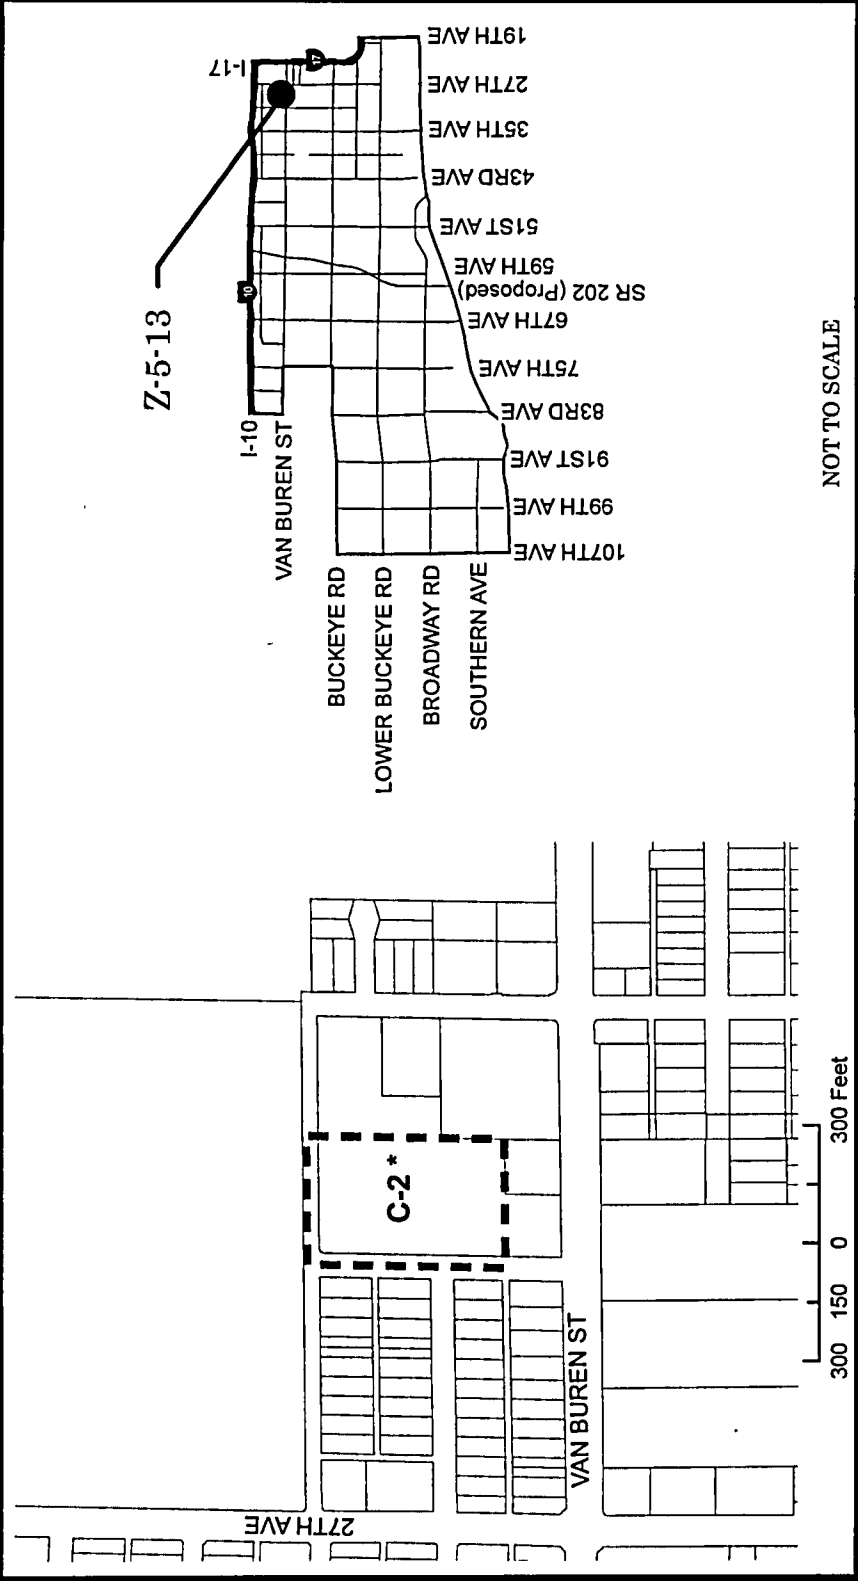 Z-5-13
I-10
10
I-17
17
VAN BUREN ST
BUCKEYE RD
LOWER BUCKEYE RD
BROADWAY RD
SOUTHERN AVE
107TH AVE
99TH AVE
91ST AVE
83RD AVE
75TH AVE
67TH AVE
SR 202 (Proposed)
59TH AVE
51ST AVE
43RD AVE
35TH AVE
27TH AVE
19TH AVE
NOT TO SCALE
C-2 *
27TH AVE
VAN BUREN ST
300 150 0 300 Feet